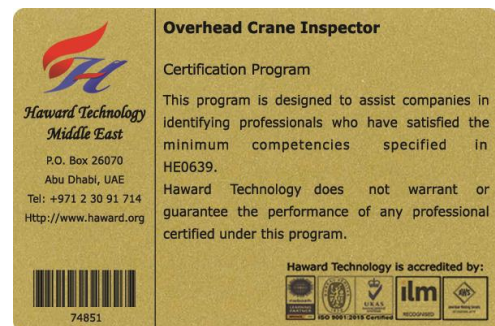 Haward Technology
Middle East
P.O. Box 26070
Abu Dhabi, UAE
Tel: +971 2 30 91 714
Http://www.haward.org
74851
Overhead Crane Inspector
Certification Program
This program is designed to assist companies in
identifying professionals who have satisfied the
minimum competencies specified in
HE0639.
Haward Technology does not warrant or
guarantee the performance of any professional
certified under this program.
Haward Technology is accredited by:
UKAS
ilm
RECOGNISED
ISO 9001:2015 Certified